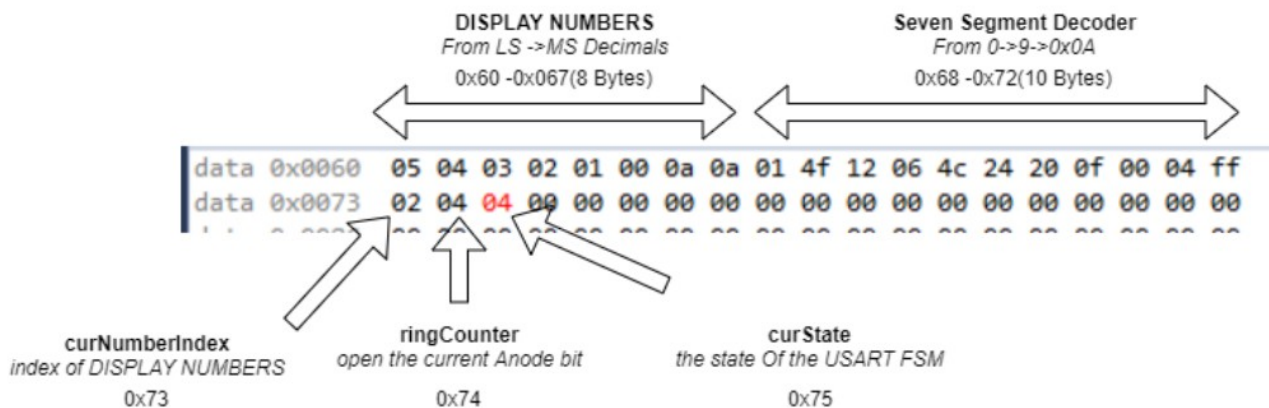 DISPLAY NUMBERS
From LS ->MS Decimals
0x60 -0x067(8 Bytes)
Seven Segment Decoder
From 0->9->0x0A
0x68 -0x72(10 Bytes)
data 0x0060 05 04 03 02 01 00 0a 0a 01 4f 12 06 4c 24 20 0f 00 04 ff
data 0x0073 02 04 04 00 00 00 00 00 00 00 00 00 00 00 00 00 00 00 00
curNumberIndex
index of DISPLAY NUMBERS
0x73
ringCounter
open the current Anode bit
0x74
curState
the state Of the USART FSM
0x75